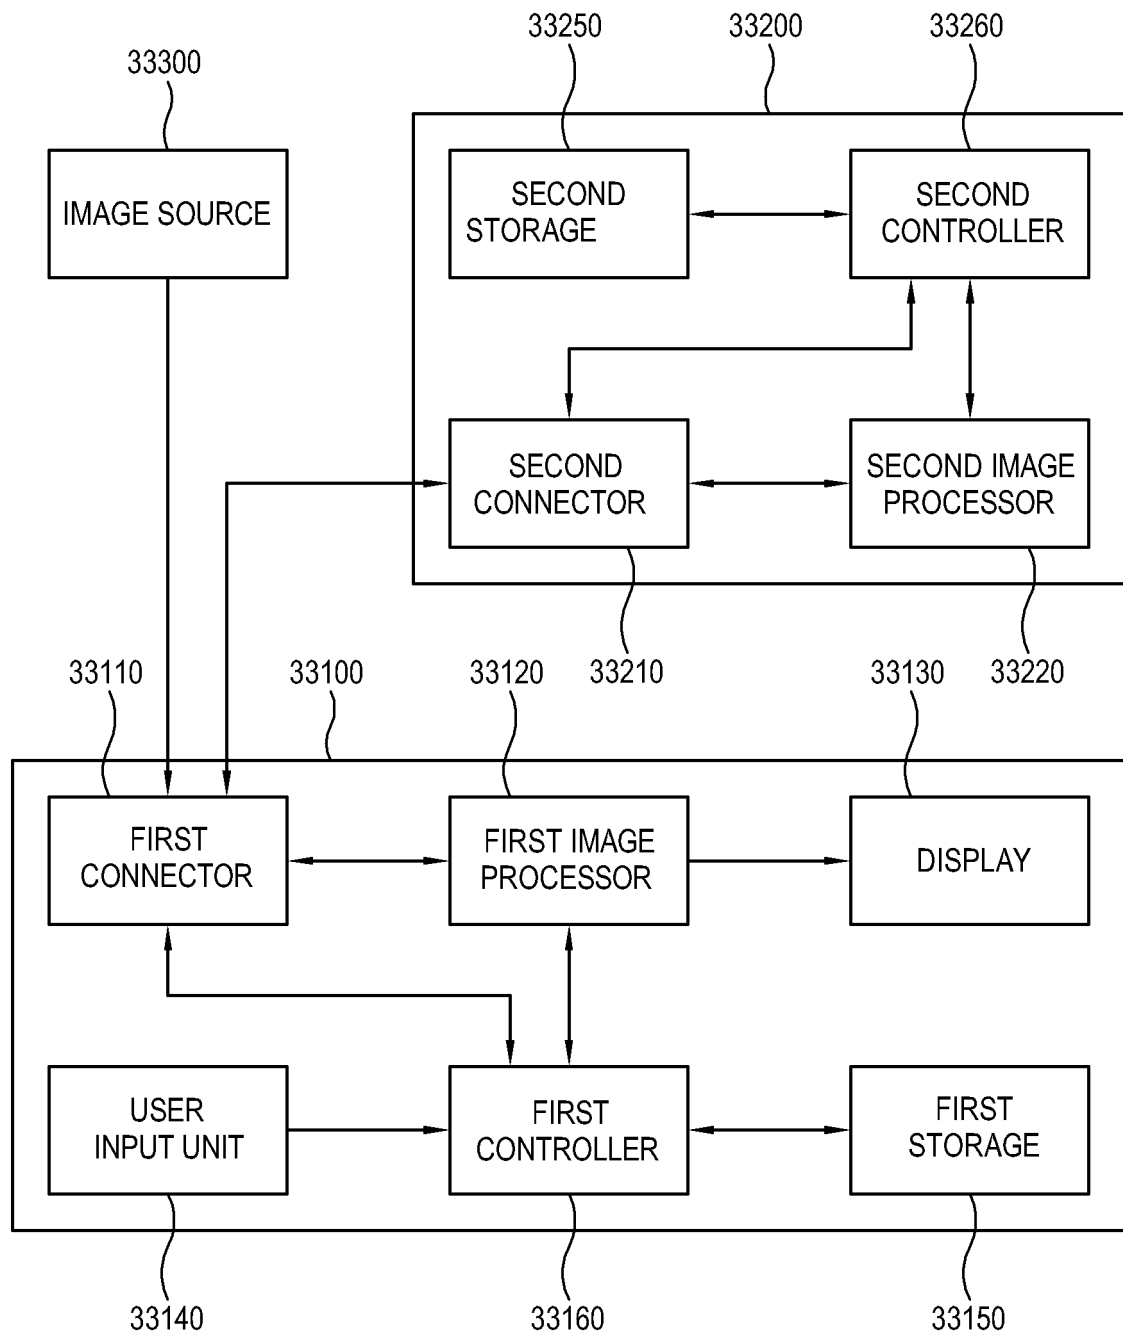 33250
33200
33260
33300
IMAGE SOURCE
SECOND
STORAGE
SECOND
CONTROLLER
SECOND
CONNECTOR
SECOND IMAGE
PROCESSOR
33210
33220
33110
33100
33120
33130
FIRST
CONNECTOR
FIRST IMAGE
PROCESSOR
DISPLAY
USER
INPUT UNIT
FIRST
CONTROLLER
FIRST
STORAGE
33140
33160
33150